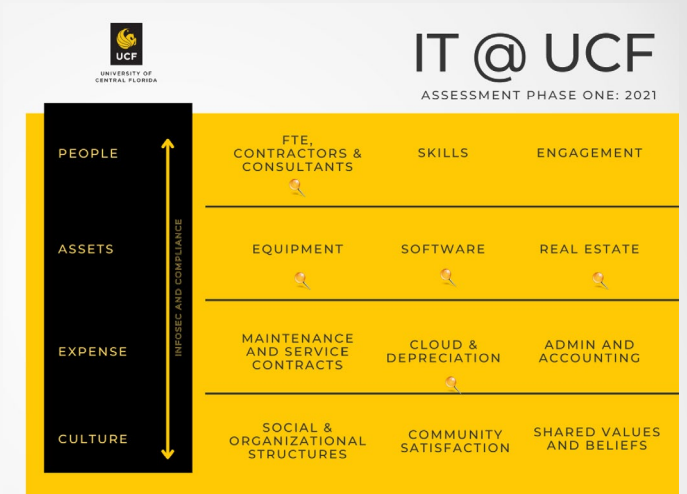 UCF
UNIVERSITY OF
CENTRAL FLORIDA
IT @ UCF
ASSESSMENT PHASE ONE: 2021
INFOSEC AND COMPLIANCE
PEOPLE
FTE,
CONTRACTORS &
CONSULTANTS
SKILLS
ENGAGEMENT
ASSETS
EQUIPMENT
SOFTWARE
REAL ESTATE
EXPENSE
MAINTENANCE
AND SERVICE
CONTRACTS
CLOUD &
DEPRECIATION
ADMIN AND
ACCOUNTING
CULTURE
SOCIAL &
ORGANIZATIONAL
STRUCTURES
COMMUNITY
SATISFACTION
SHARED VALUES
AND BELIEFS